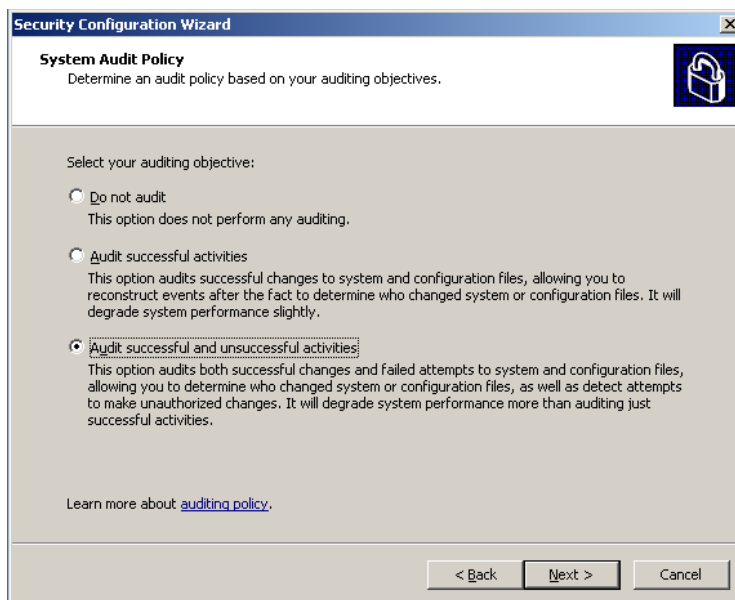 Security Configuration Wizard
System Audit Policy
Determine an audit policy based on your auditing objectives.
Select your auditing objective:
Do not audit
This option does not perform any auditing.
Audit successful activities
This option audits successful changes to system and configuration files, allowing you to
reconstruct events after the fact to determine who changed system or configuration files. It will
degrade system performance slightly.
Audit successful and unsuccessful activities
This option audits both successful changes and failed attempts to system and configuration files,
allowing you to determine who changed system or configuration files, as well as detect attempts
to make unauthorized changes. It will degrade system performance more than auditing just
successful activities.
Learn more about auditing policy.
< Back Next > Cancel